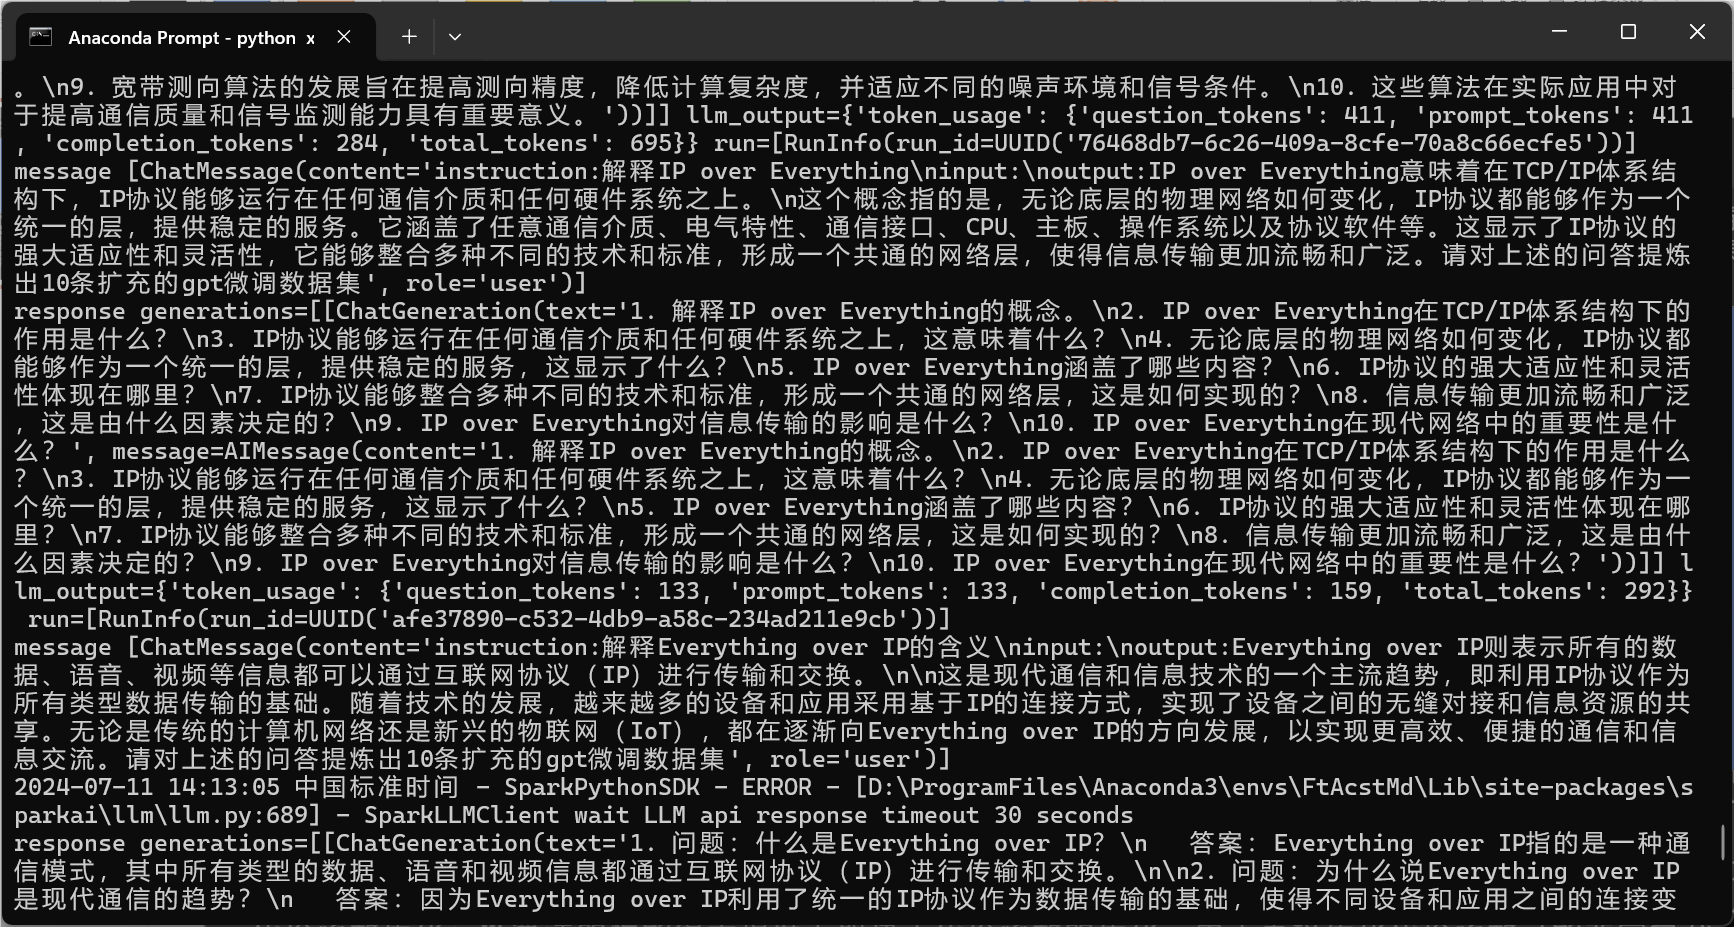 Anaconda Prompt - python x
。\n9. 宽带测向算法的发展旨在提高测向精度，降低计算复杂度，并适应不同的噪声环境和信号条件。\n10. 这些算法在实际应用中对
于提高通信质量和信号监测能力具有重要意义。'))]] llm_output={'token_usage': {'question_tokens': 411, 'prompt_tokens': 411
, 'completion_tokens': 284, 'total_tokens': 695}} run=[RunInfo(run_id=UUID('76468db7-6c26-409a-8cfe-70a8c66ecfe5'))]
message [ChatMessage(content='instruction:解释IP over Everything\ninput:\noutput:IP over Everything意味着在TCP/IP体系结
构下，IP协议能够运行在任何通信介质和任何硬件系统之上。\n这个概念指的是，无论底层的物理网络如何变化，IP协议都能够作为一个
统一的层，提供稳定的服务。它涵盖了任意通信介质、电气特性、通信接口、CPU、主板、操作系统以及协议软件等。这显示了IP协议的
强大适应性和灵活性，它能够整合多种不同的技术和标准，形成一个共通的网络层，使得信息传输更加流畅和广泛。请对上述的问答提炼
出10条扩充的gpt微调数据集', role='user')]
response generations=[[ChatGeneration(text='1. 解释IP over Everything的概念。\n2. IP over Everything在TCP/IP体系结构下的
作用是什么？\n3. IP协议能够运行在任何通信介质和任何硬件系统之上，这意味着什么？\n4. 无论底层的物理网络如何变化，IP协议都
能够作为一个统一的层，提供稳定的服务，这显示了什么？\n5. IP over Everything涵盖了哪些内容？\n6. IP协议的强大适应性和灵活
性体现在哪里？\n7. IP协议能够整合多种不同的技术和标准，形成一个共通的网络层，这是如何实现的？\n8. 信息传输更加流畅和广泛
，这是由什么因素决定的？\n9. IP over Everything对信息传输的影响是什么？\n10. IP over Everything在现代网络中的重要性是什
么？', message=AIMessage(content='1. 解释IP over Everything的概念。\n2. IP over Everything在TCP/IP体系结构下的作用是什么
？\n3. IP协议能够运行在任何通信介质和任何硬件系统之上，这意味着什么？\n4. 无论底层的物理网络如何变化，IP协议都能够作为一
个统一的层，提供稳定的服务，这显示了什么？\n5. IP over Everything涵盖了哪些内容？\n6. IP协议的强大适应性和灵活性体现在哪
里？\n7. IP协议能够整合多种不同的技术和标准，形成一个共通的网络层，这是如何实现的？\n8. 信息传输更加流畅和广泛，这是由什
么因素决定的？\n9. IP over Everything对信息传输的影响是什么？\n10. IP over Everything在现代网络中的重要性是什么？'))]] l
lm_output={'token_usage': {'question_tokens': 133, 'prompt_tokens': 133, 'completion_tokens': 159, 'total_tokens': 292}}
 run=[RunInfo(run_id=UUID('afe37890-c532-4db9-a58c-234ad211e9cb'))]
message [ChatMessage(content='instruction:解释Everything over IP的含义\ninput:\noutput:Everything over IP则表示所有的数
据、语音、视频等信息都可以通过互联网协议（IP）进行传输和交换。\n\n这是现代通信和信息技术的一个主流趋势，即利用IP协议作为
所有类型数据传输的基础。随着技术的发展，越来越多的设备和应用采用基于IP的连接方式，实现了设备之间的无缝对接和信息资源的共
享。无论是传统的计算机网络还是新兴的物联网（IoT），都在逐渐向Everything over IP的方向发展，以实现更高效、便捷的通信和信
息交流。请对上述的问答提炼出10条扩充的gpt微调数据集', role='user')]
2024-07-11 14:13:05 中国标准时间 - SparkPythonSDK - ERROR - [D:\ProgramFiles\Anaconda3\envs\FtAcstMd\Lib\site-packages\s
parkai\llm\llm.py:689] - SparkLLMClient wait LLM api response timeout 30 seconds
response generations=[[ChatGeneration(text='1. 问题：什么是Everything over IP？\n   答案：Everything over IP指的是一种通
信模式，其中所有类型的数据、语音和视频信息都通过互联网协议（IP）进行传输和交换。\n\n2. 问题：为什么说Everything over IP
是现代通信的趋势？\n   答案：因为Everything over IP利用了统一的IP协议作为数据传输的基础，使得不同设备和应用之间的连接变